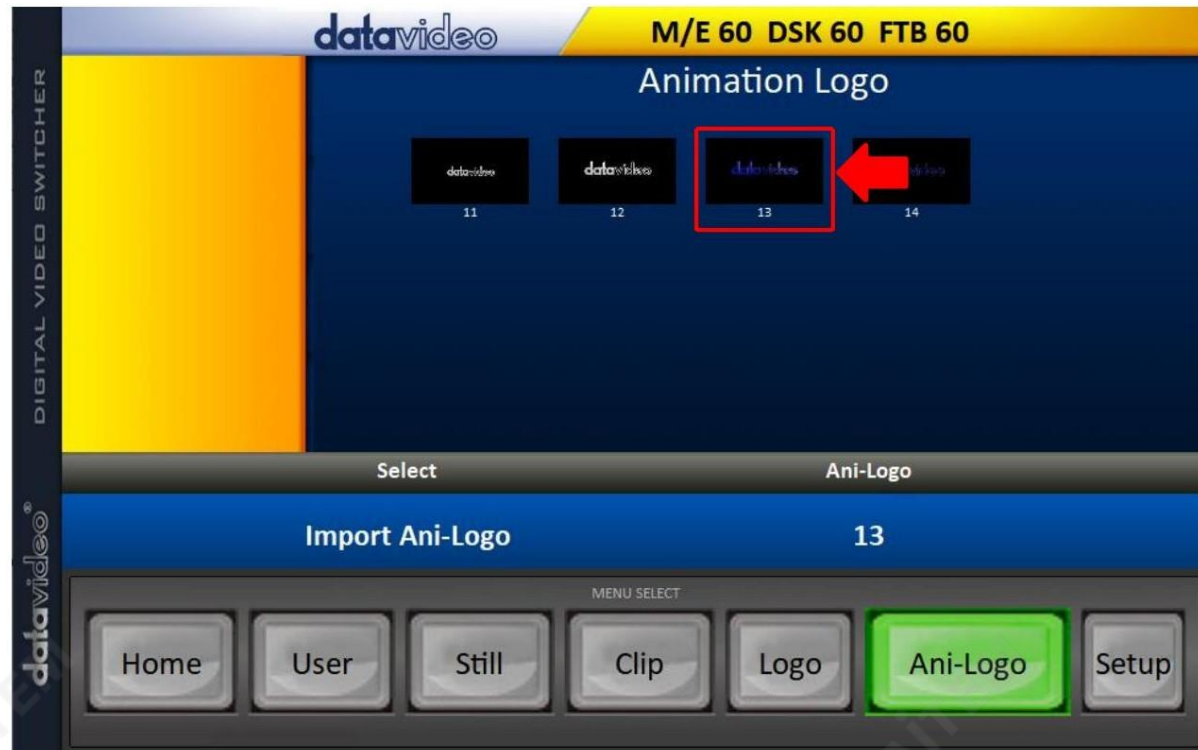 datavideo
M/E 60 DSK 60 FTB 60
DIGITAL VIDEO SWITCHER
datavideo®
Animation Logo
datavideo
datavideo
datavideo
11
12
13
14
Select
Ani-Logo
Import Ani-Logo
13
MENU SELECT
Home
User
Still
Clip
Logo
Ani-Logo
Setup